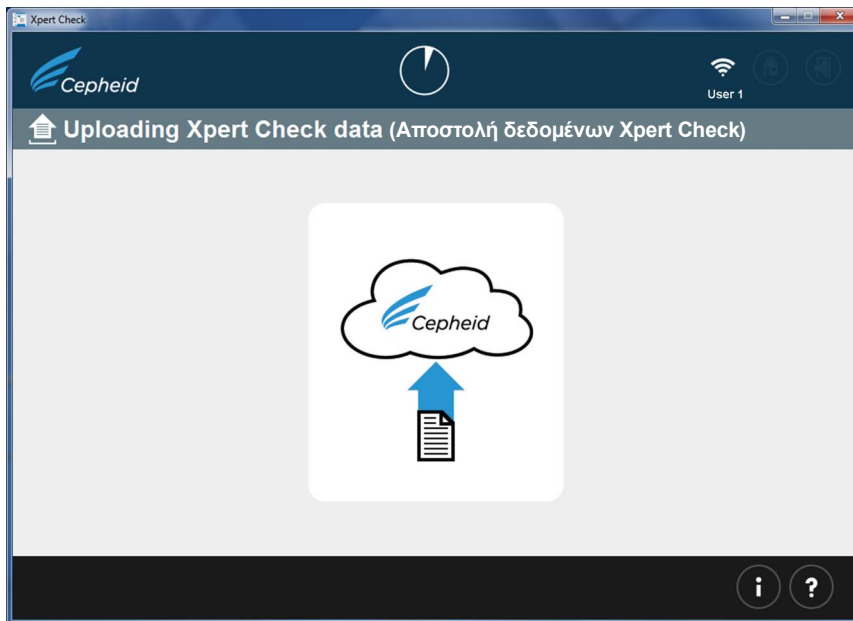 Xpert Check
Cepheid
User 1
Uploading Xpert Check data (Αποστολή δεδομένων Xpert Check)
Cepheid
i ?